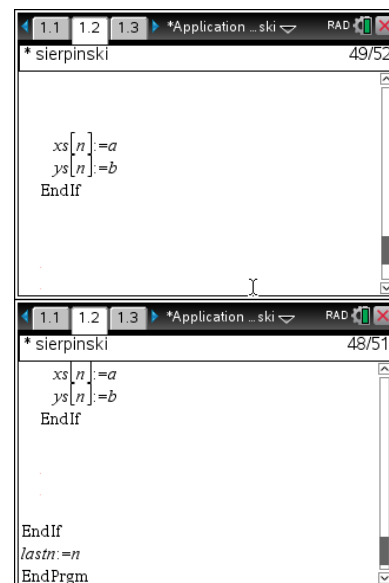 1.1 1.2 1.3 *Application …ski RAD
* sierpinski 49/52
xs[n]:=a
ys[n]:=b
EndIf
1.1 1.2 1.3 *Application …ski RAD
* sierpinski 48/51
xs[n]:=a
ys[n]:=b
EndIf
EndIf
lastn:=n
EndPrgm